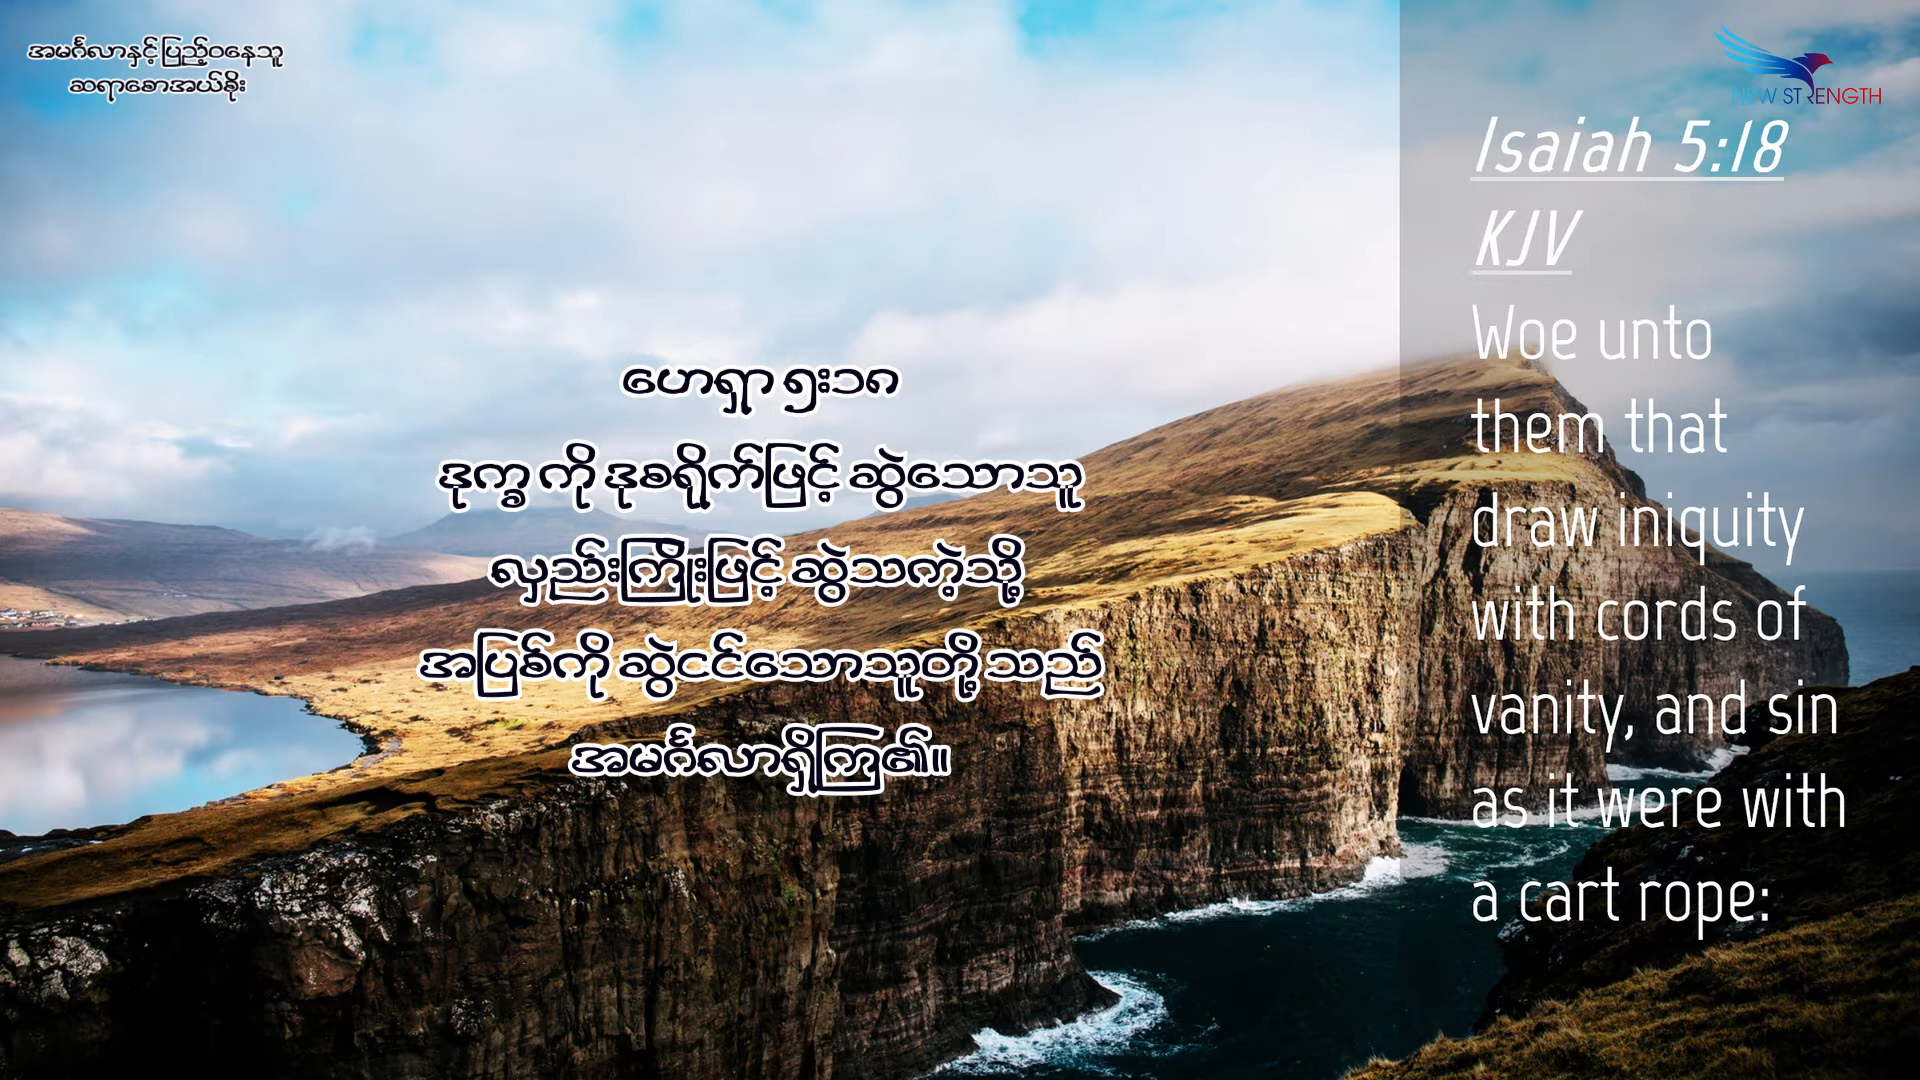 အမင်္ဂလာနှင့်ပြည့်ဝနေသူ
ဆရာစောအယ်ခိုး
NEW STRENGTH
ဟေရှာ ၅း၁၈
ဒုက္ခ ကို ဒုစရိုက်ဖြင့် ဆွဲသောသူ
လှည်းကြိုးဖြင့် ဆွဲသကဲ့သို့
အပြစ်ကို ဆွဲငင်သောသူတို့ သည်
အမင်္ဂလာရှိကြ၏။
Isaiah 5:18
KJV
Woe unto
them that
draw iniquity
with cords of
vanity, and sin
as it were with
a cart rope: